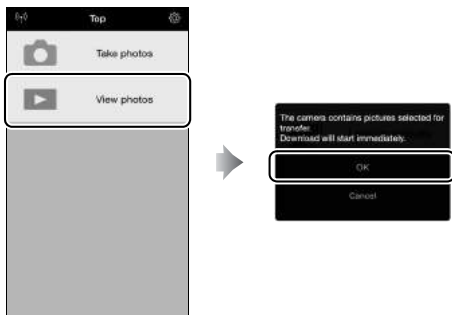 Top
Take photos
View photos
The camera contains pictures selected for
transfer.
Download will start immediately.
OK
Cancel